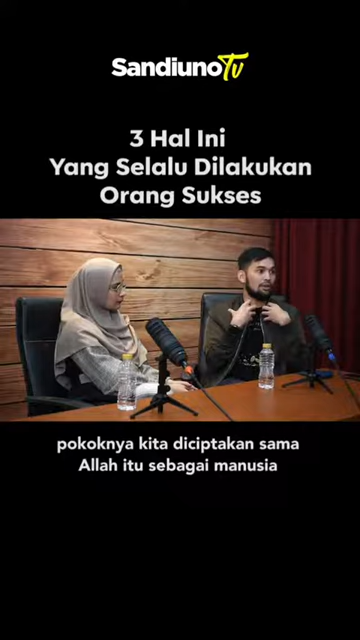 SandiunoTv
3 Hal Ini
Yang Selalu Dilakukan
Orang Sukses
pokoknya kita diciptakan sama
Allah itu sebagai manusia